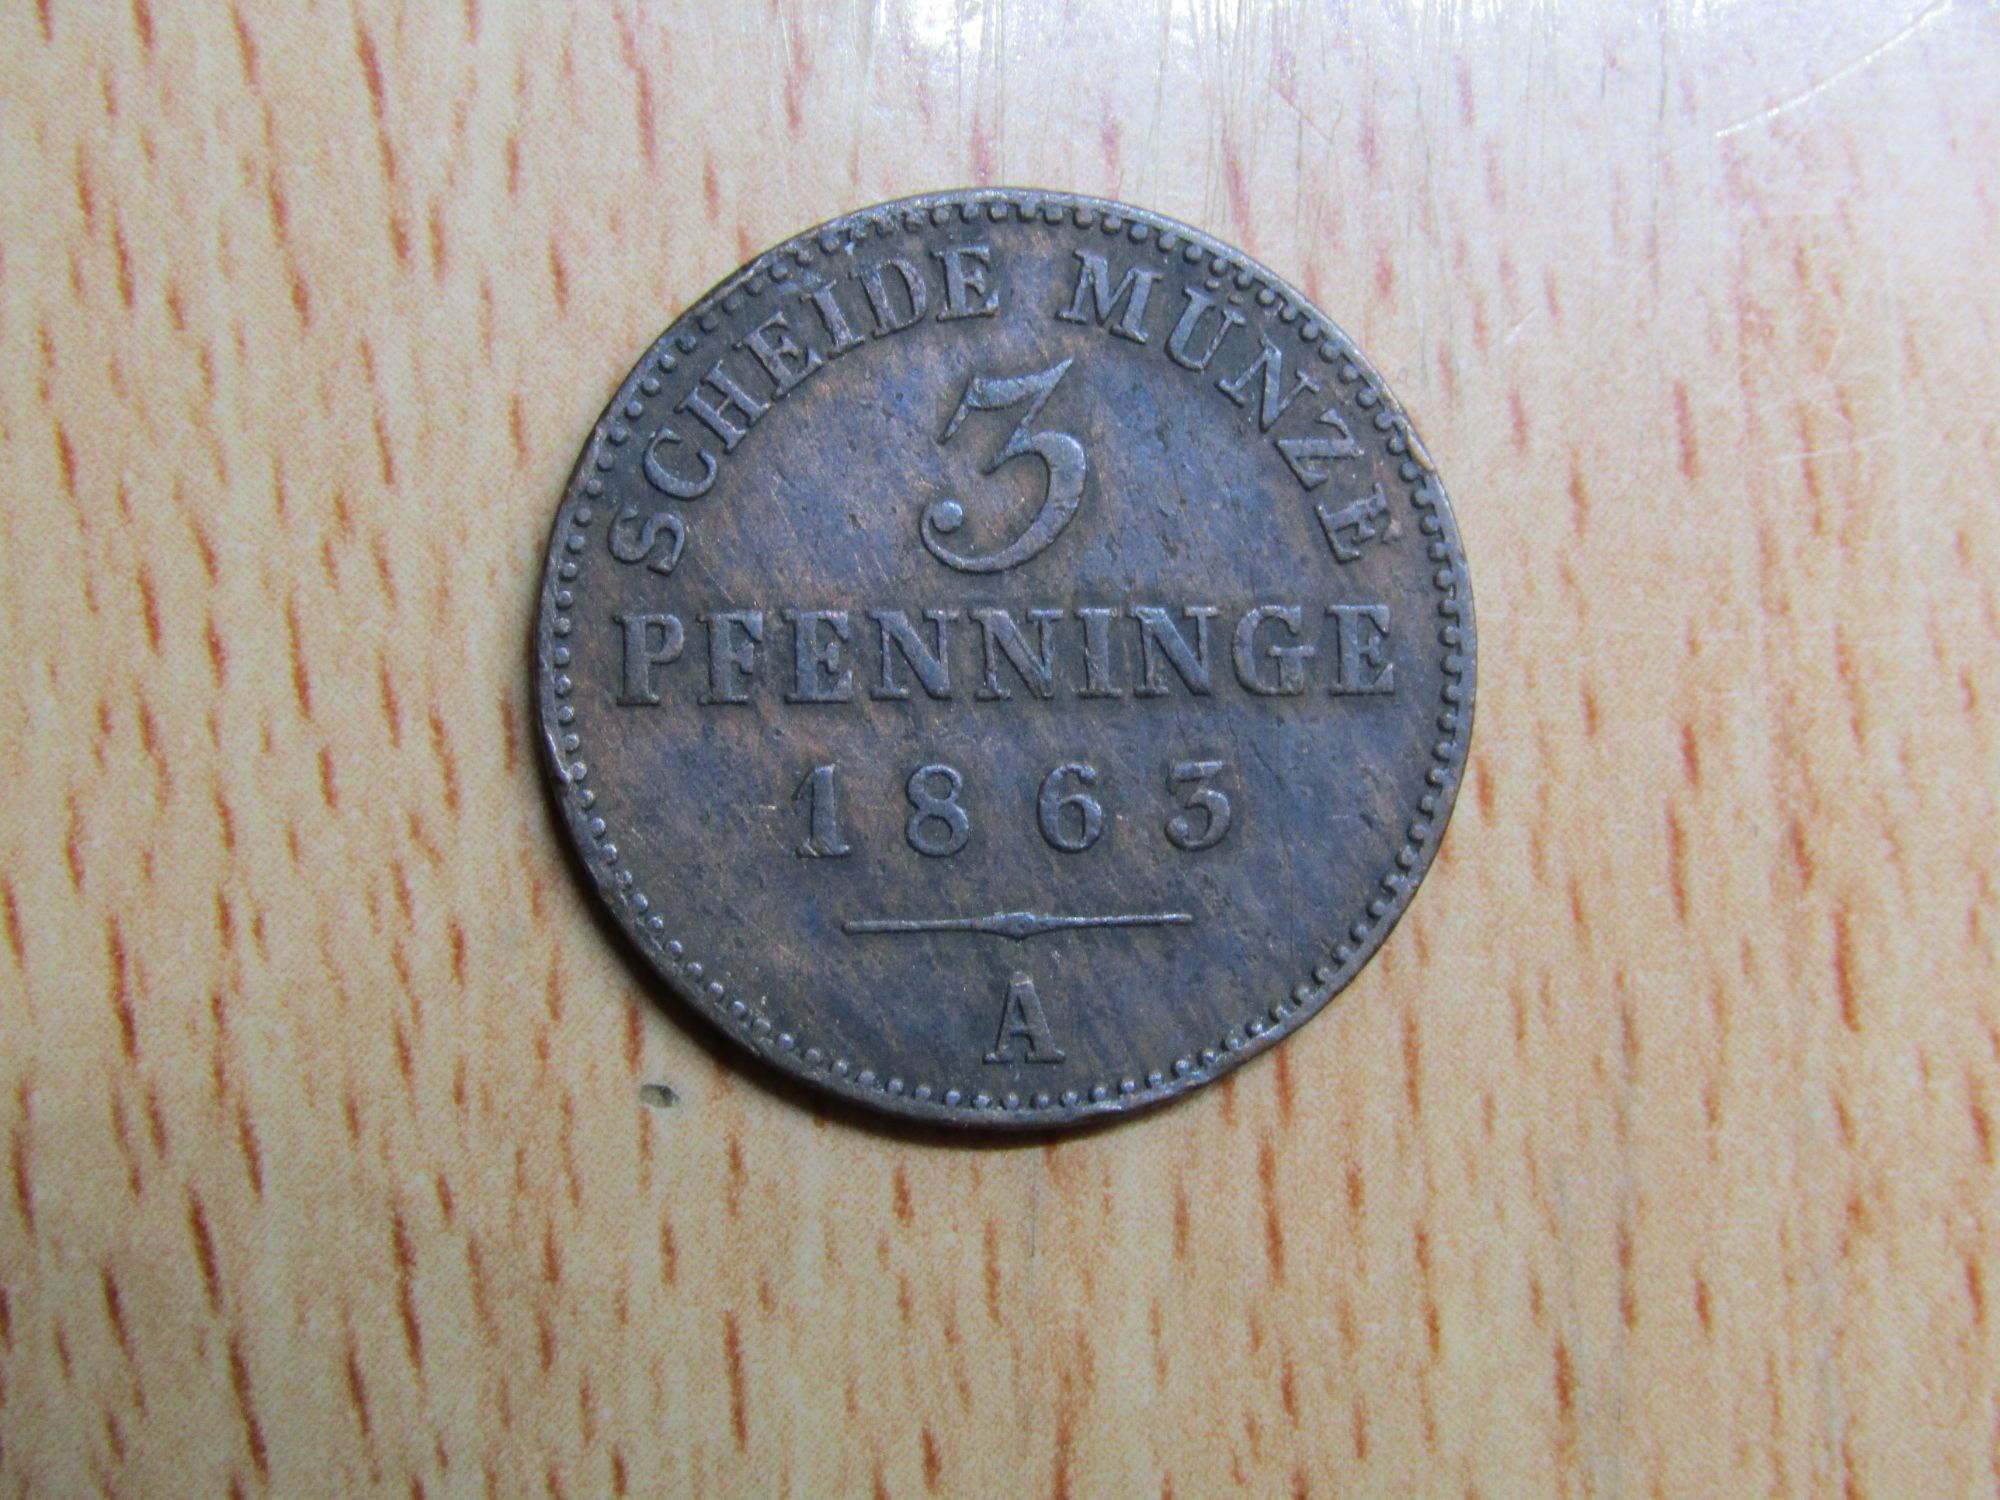 SCHEIDE MÜNZE
3
PFENNINGE
1863
A